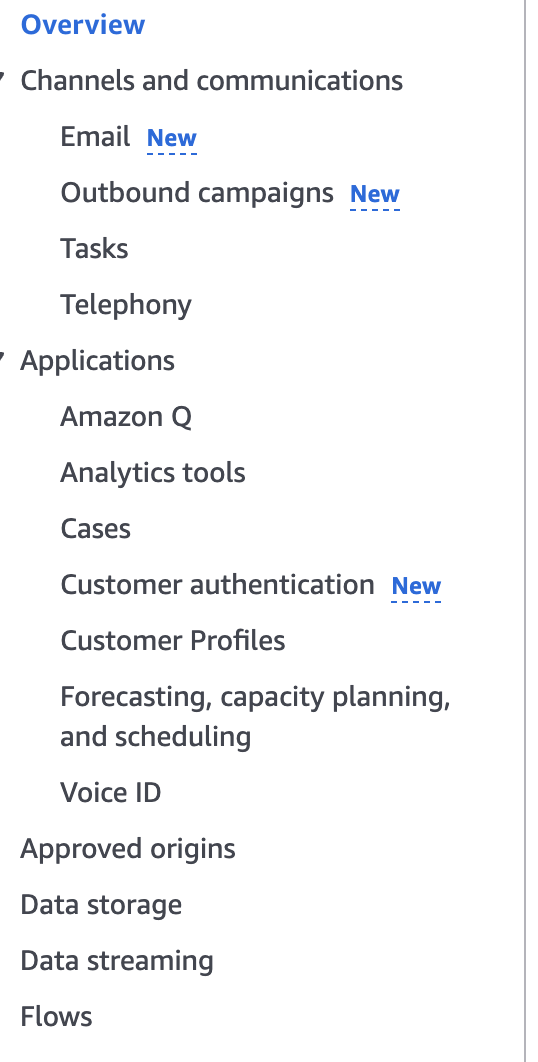 Overview
Channels and communications
Email New
Outbound campaigns New
Tasks
Telephony
Applications
Amazon Q
Analytics tools
Cases
Customer authentication New
Customer Profiles
Forecasting, capacity planning,
and scheduling
Voice ID
Approved origins
Data storage
Data streaming
Flows